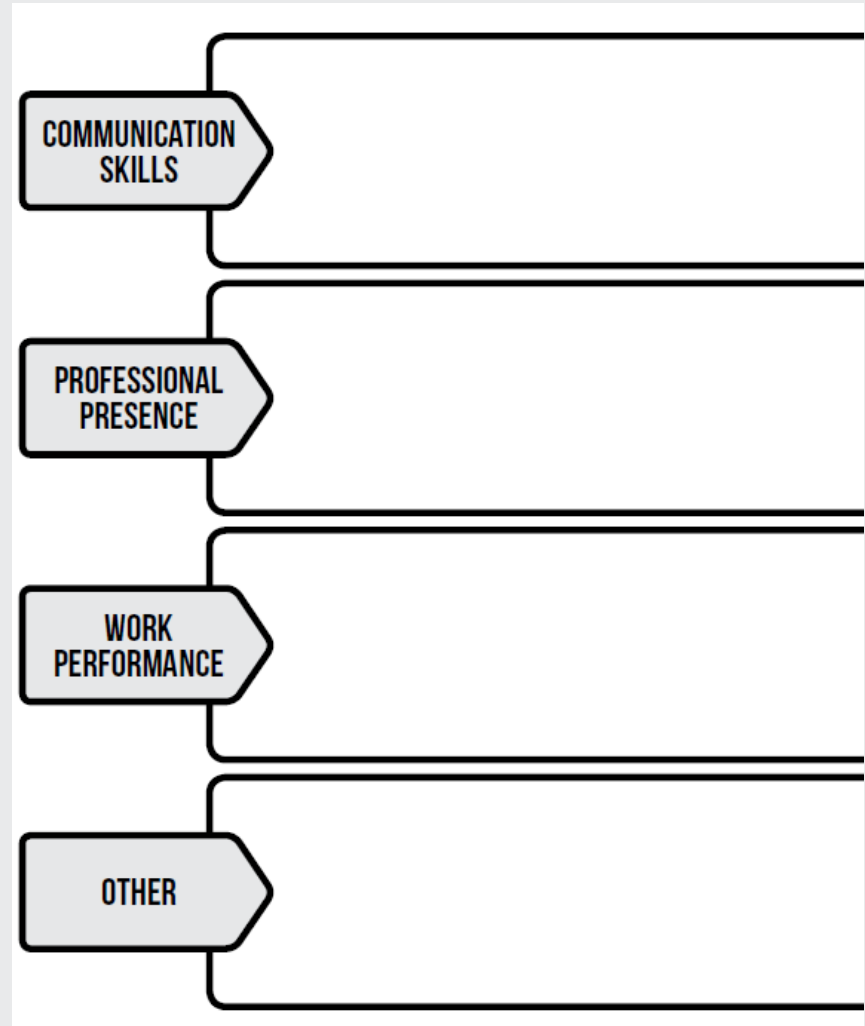 COMMUNICATION
SKILLS
PROFESSIONAL
PRESENCE
WORK
PERFORMANCE
OTHER